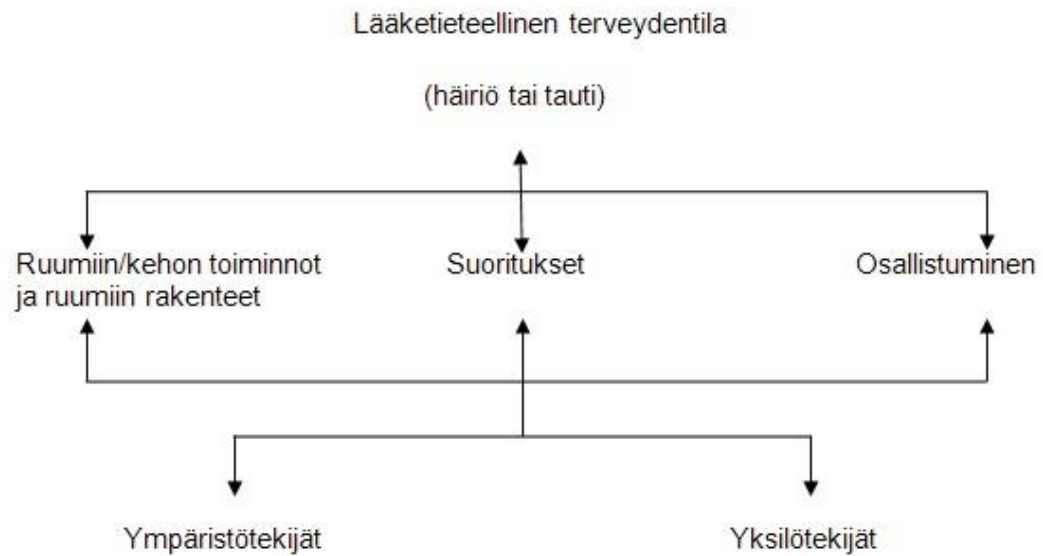 Lääketieteellinen terveydentila
(häiriö tai tauti)
Ruumiin/kehon toiminnot
ja ruumiin rakenteet
Suoritukset
Osallistuminen
Ympäristötekijät
Yksilötekijät